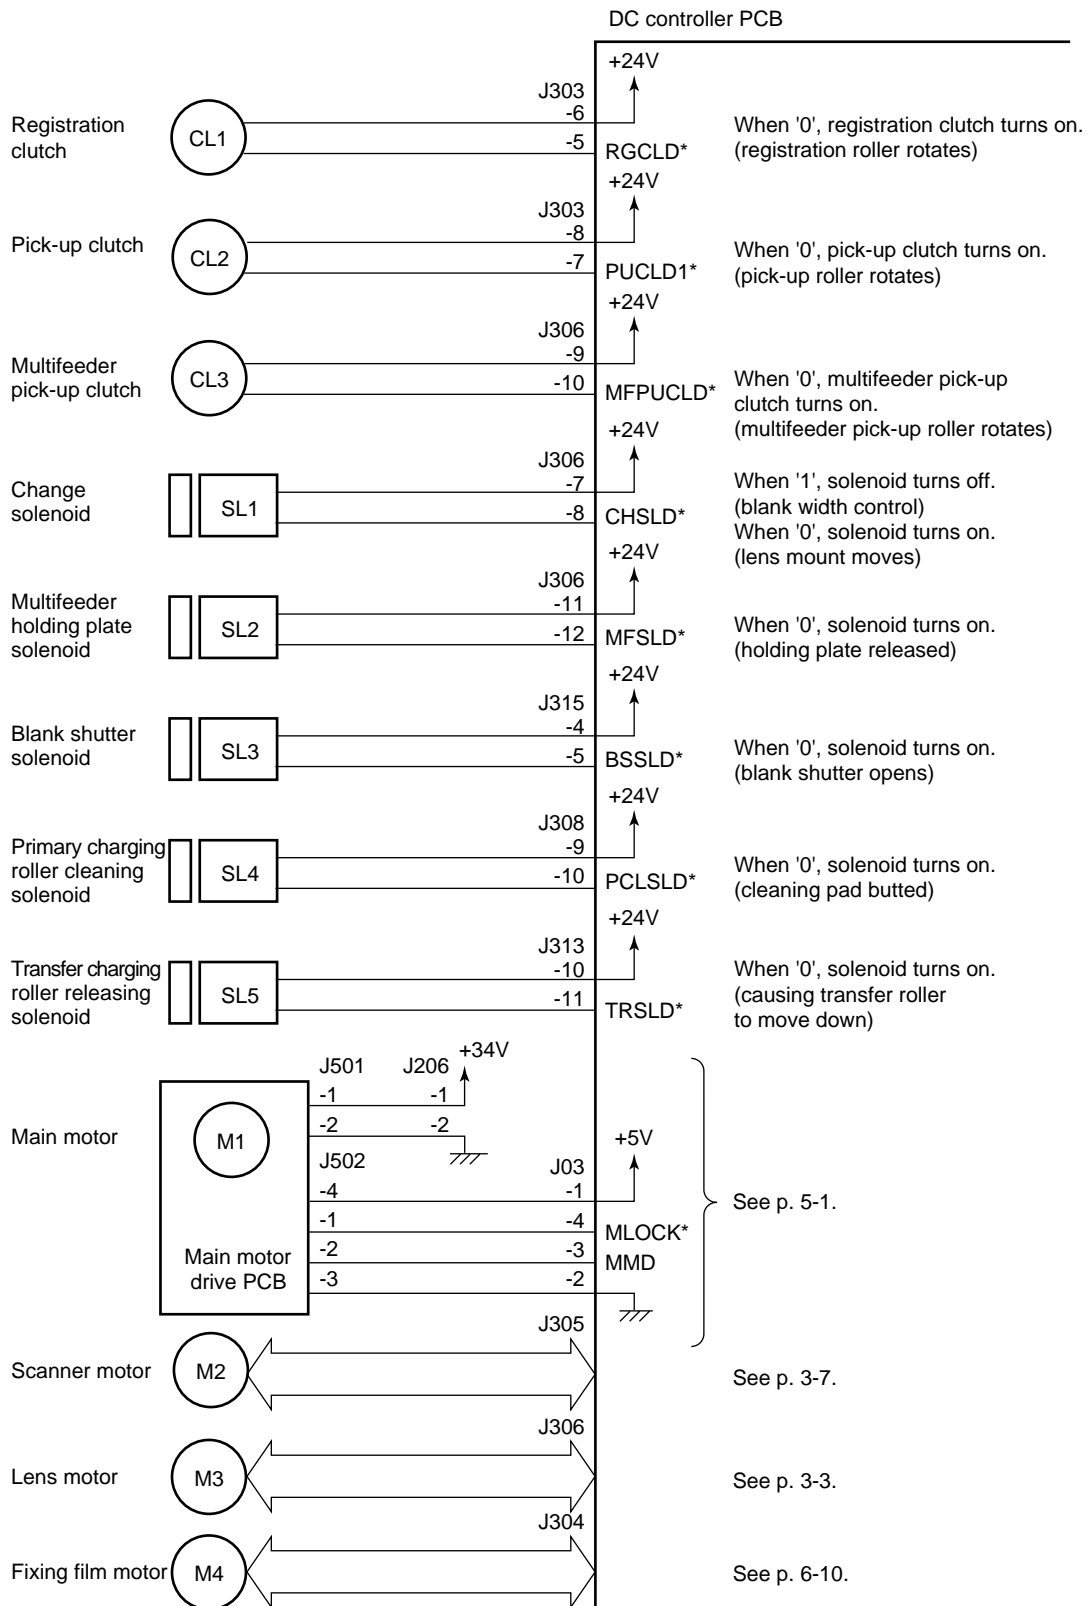 DC controller PCB
+24V
J303
-6
-5
Registration
clutch
CL1
RGCLD*
When '0', registration clutch turns on.
(registration roller rotates)
+24V
J303
-8
-7
Pick-up clutch
CL2
PUCLD1*
When '0', pick-up clutch turns on.
(pick-up roller rotates)
+24V
J306
-9
-10
Multifeeder
pick-up clutch
CL3
MFPUCLD*
When '0', multifeeder pick-up
clutch turns on.
(multifeeder pick-up roller rotates)
+24V
J306
-7
-8
Change
solenoid
SL1
CHSLD*
When '1', solenoid turns off.
(blank width control)
When '0', solenoid turns on.
(lens mount moves)
+24V
J306
-11
-12
Multifeeder
holding plate
solenoid
SL2
MFSLD*
When '0', solenoid turns on.
(holding plate released)
+24V
J315
-4
-5
Blank shutter
solenoid
SL3
BSSLD*
When '0', solenoid turns on.
(blank shutter opens)
+24V
J308
-9
-10
Primary charging
roller cleaning
solenoid
SL4
PCLSLD*
When '0', solenoid turns on.
(cleaning pad butted)
+24V
J313
-10
-11
Transfer charging
roller releasing
solenoid
SL5
TRSLD*
When '0', solenoid turns on.
(causing transfer roller
to move down)
J501
J206
+34V
-1
-1
-2
-2
Main motor
M1
J502
J03
+5V
-4
-1
-1
-4
MLOCK*
-2
-3
MMD
-3
-2
Main motor
drive PCB
See p. 5-1.
J305
Scanner motor
M2
See p. 3-7.
J306
Lens motor
M3
See p. 3-3.
J304
Fixing film motor
M4
See p. 6-10.